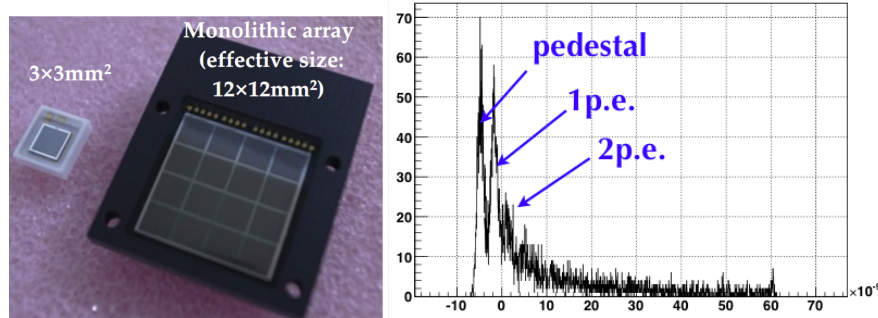 Monolithic array
(effective size:
12×12mm²)
3×3mm²
70
60
50
40
30
20
10
0
pedestal
1p.e.
2p.e.
-10 0 10 20 30 40 50 60 70